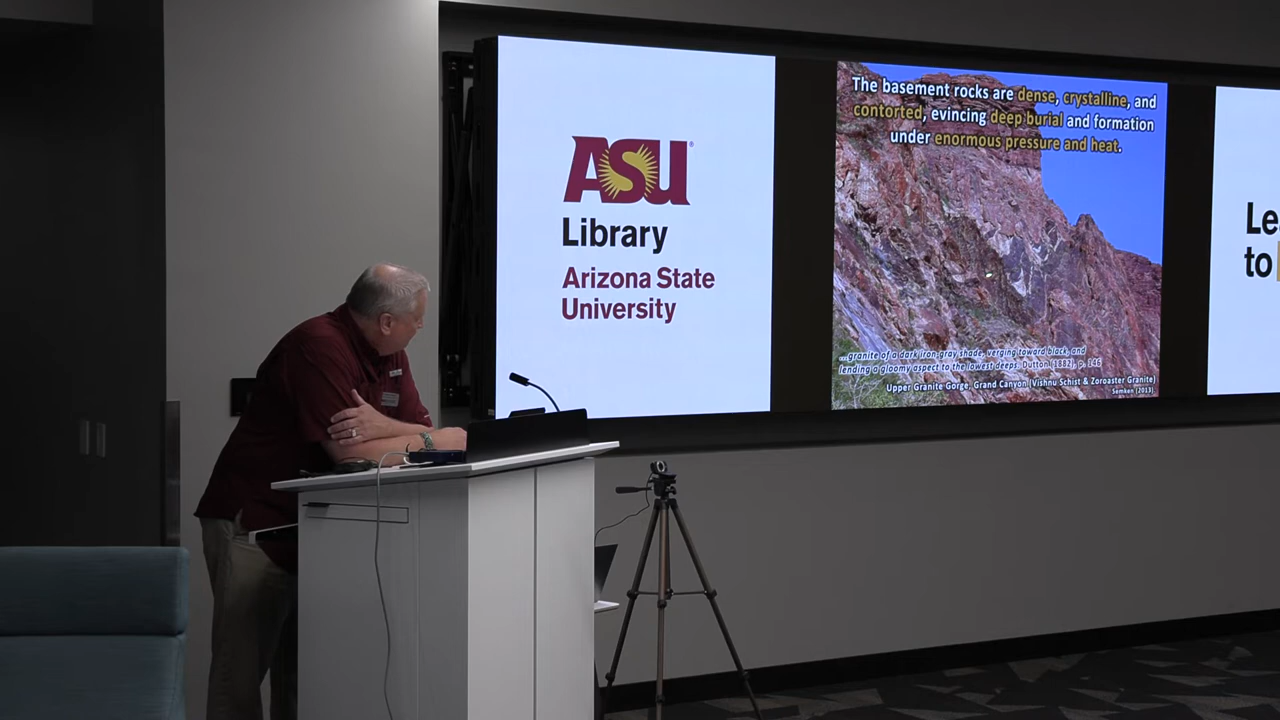 ASU
Library
Arizona State
University
The basement rocks are dense, crystalline, and
contorted, evincing deep burial and formation
under enormous pressure and heat.
...granite of a dark iron-gray shade, verging toward black, and
lending a gloomy aspect to the lowest deeps. Dutton (1882), p. 146
Upper Granite Gorge, Grand Canyon (Vishnu Schist & Zoroaster Granite)
Semken (2013)
Le
to